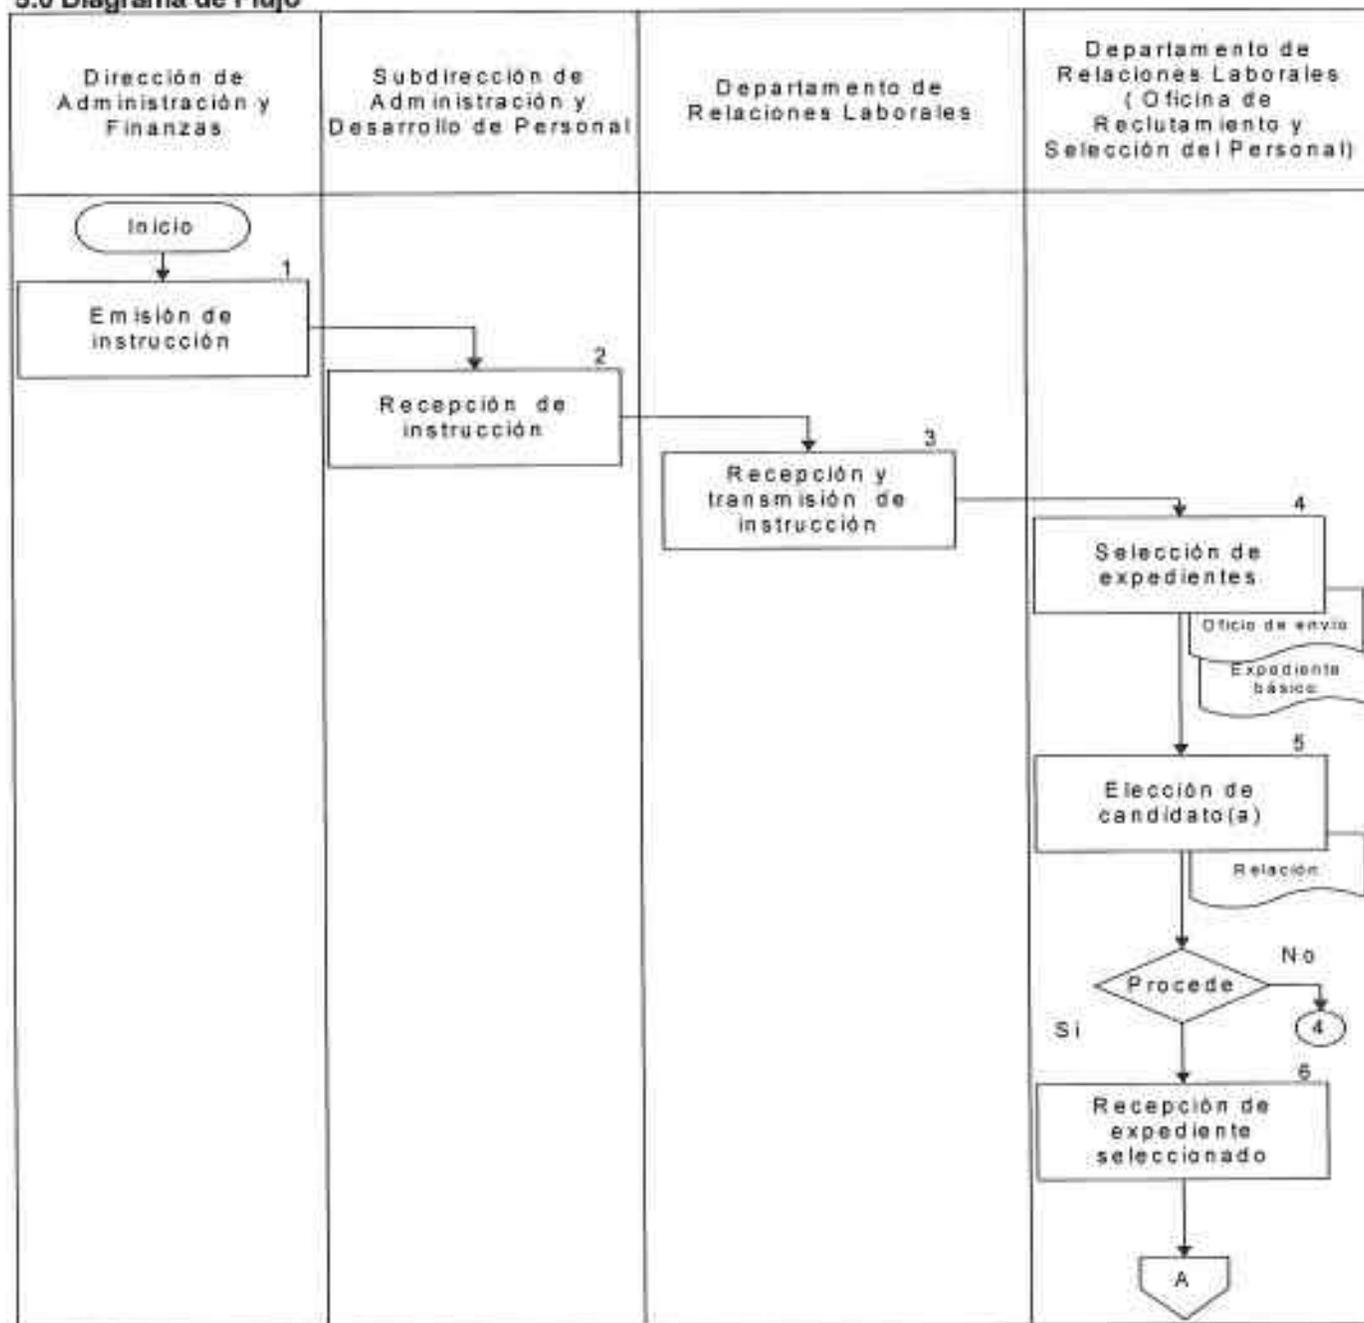 5.0 Diagrama de Flujo
Dirección de
Administración y
Finanzas
Subdirección de
Administración y
Desarrollo de Personal
Departamento de
Relaciones Laborales
Departamento de
Relaciones Laborales
( Oficina de
Reclutamiento y
Selección del Personal)
Inicio
1
Emisión de
instrucción
2
Recepción de
instrucción
3
Recepción y
transmisión de
instrucción
4
Selección de
expedientes
Oficio de envío
Expediente
básico
5
Elección de
candidato(a)
Relación
Procede
No
4
Si
6
Recepción de
expediente
seleccionado
A